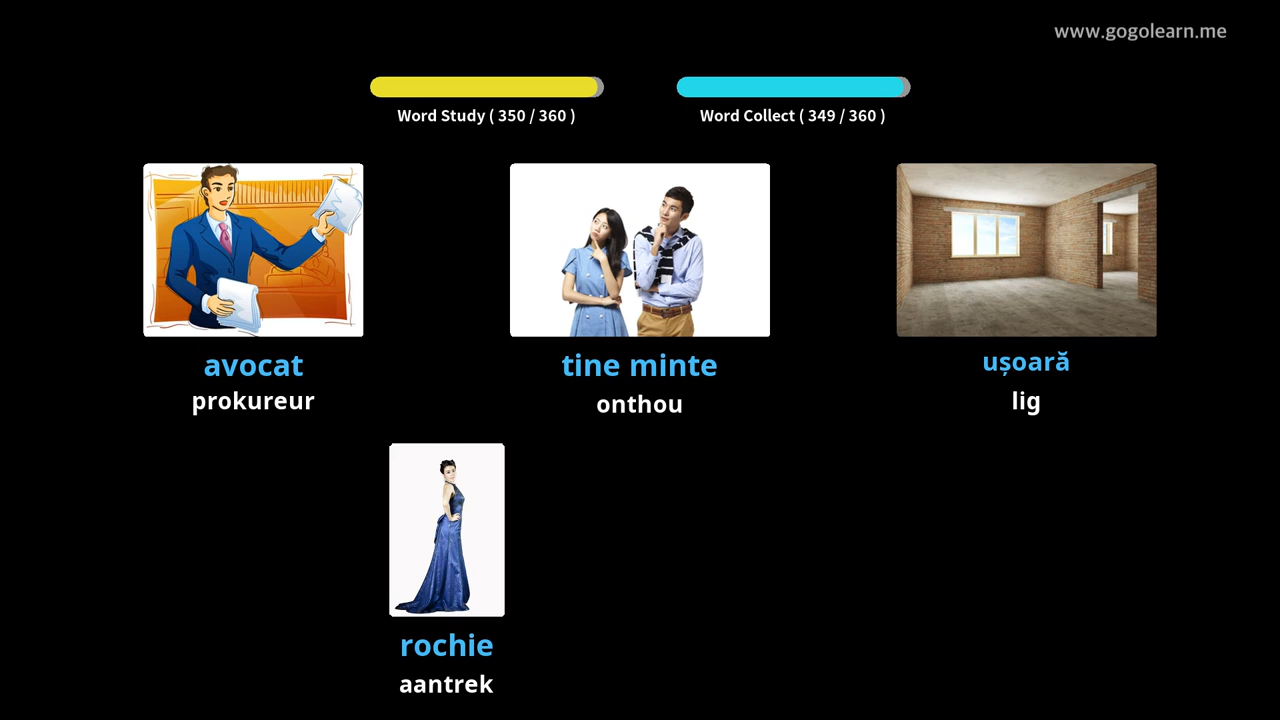 www.gogolearn.me
Word Study ( 350 / 360 )
Word Collect ( 349 / 360 )
avocat
prokureur
tine minte
onthou
ușoară
lig
rochie
aantrek